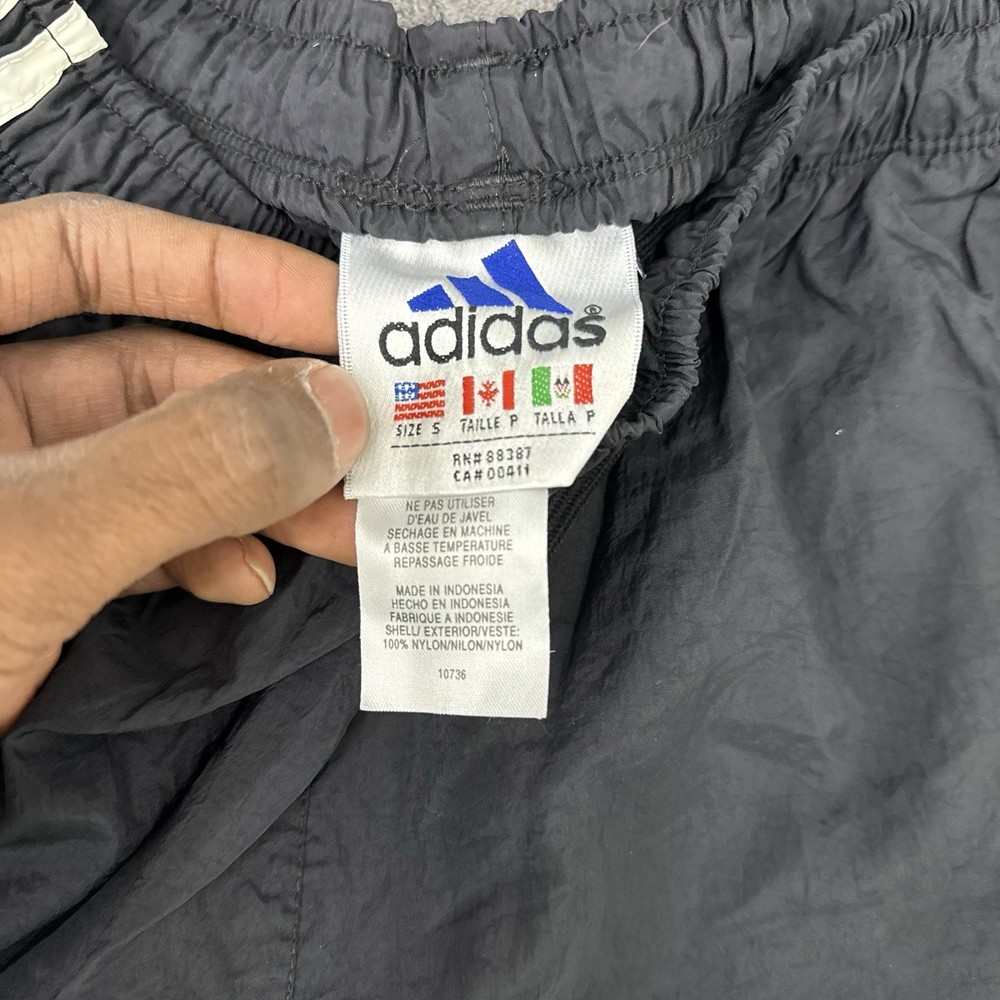 adidas®
SIZE S TAILLE P TALLA P
RN#88387
CA#00411
NE PAS UTILISER
D'EAU DE JAVEL
SECHAGE EN MACHINE
A BASSE TEMPERATURE
REPASSAGE FROIDE
MADE IN INDONESIA
HECHO EN INDONESIA
FABRIQUE A INDONESIE
SHELL/ EXTERIOR/VESTE:
100% NYLON/NILON/NYLON
10736